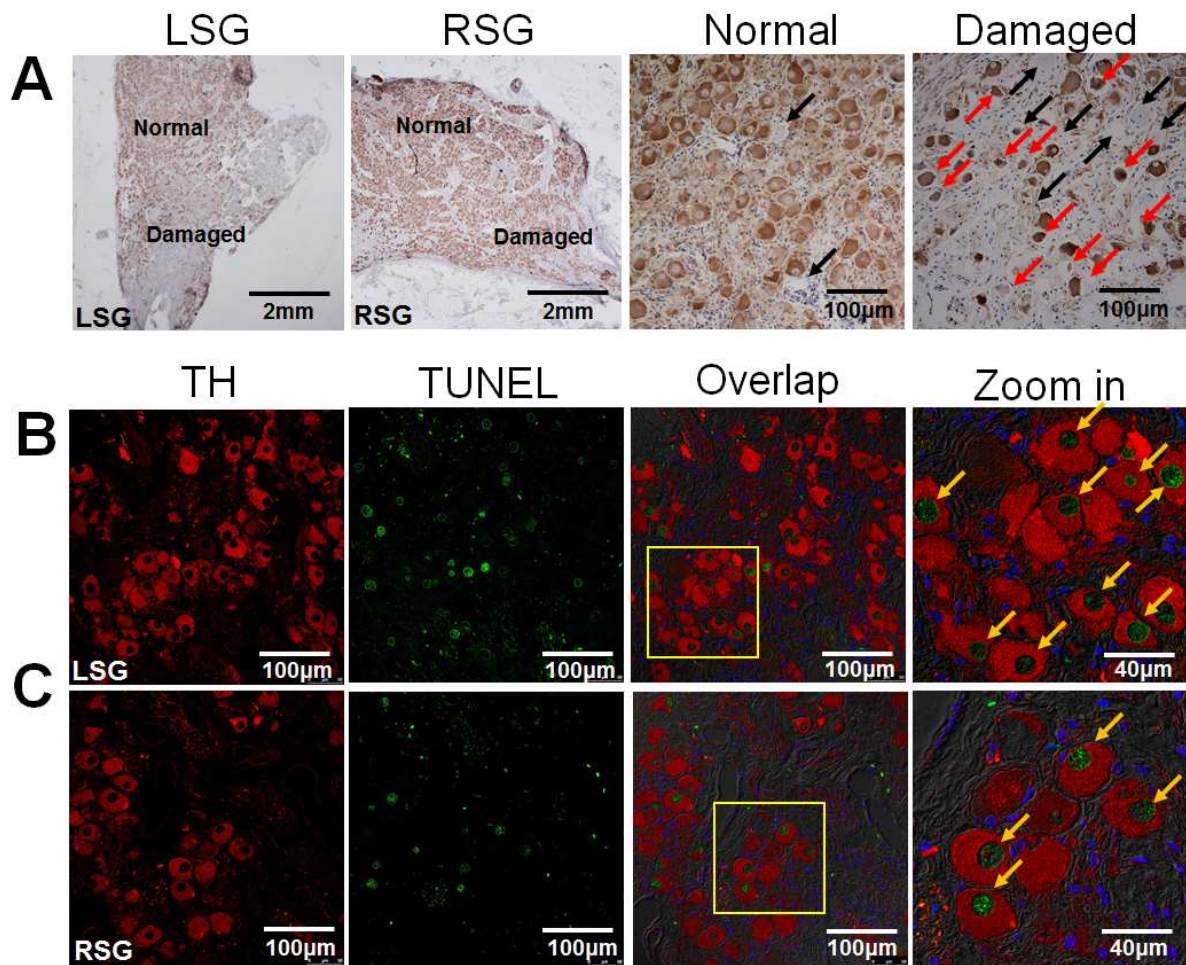 LSG RSG Normal Damaged
A
Normal Normal
Damaged Damaged
2mm 2mm 100µm 100µm
LSG RSG
TH TUNEL Overlap Zoom in
B
100µm 100µm 100µm 40µm
LSG
C
100µm 100µm 100µm 40µm
RSG